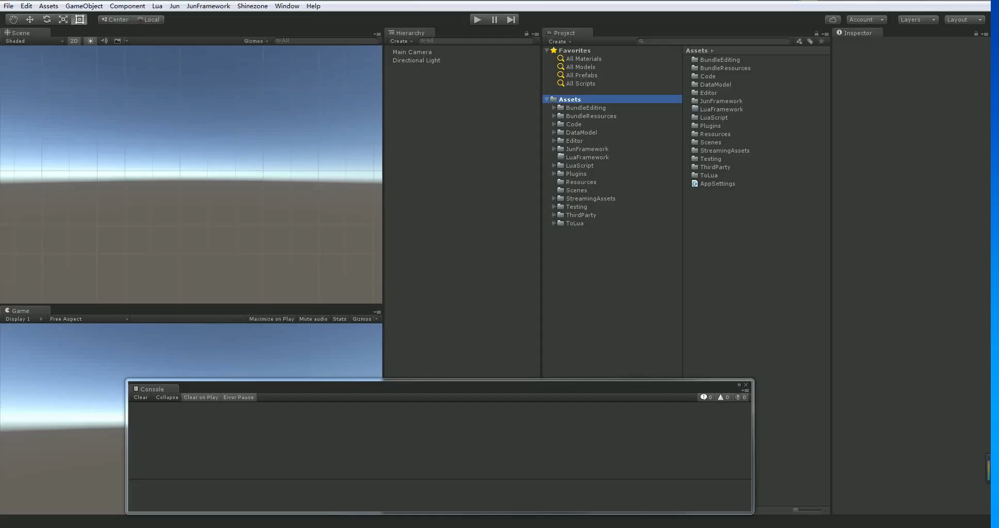 File Edit Assets GameObject Component Lua Jun JunFramework Shinezone Window Help
Center Local Account Layers Layout
Scene
Shaded 2D Gizmos All
Hierarchy
Create All
Main Camera
Directional Light
Project
Create
Favorites
All Materials
All Models
All Prefabs
All Scripts
Assets
BundleEditing
BundleResources
Code
DataModel
Editor
JunFramework
LuaFramework
LuaScript
Plugins
Resources
Scenes
StreamingAssets
Testing
ThirdParty
ToLua
Assets
BundleEditing
BundleResources
Code
DataModel
Editor
JunFramework
LuaFramework
LuaScript
Plugins
Resources
Scenes
StreamingAssets
Testing
ThirdParty
ToLua
AppSettings
Inspector
Game
Display 1 Free Aspect Maximize on Play Mute audio Stats Gizmos
Console
Clear Collapse Clear on Play Error Pause 0 0 0